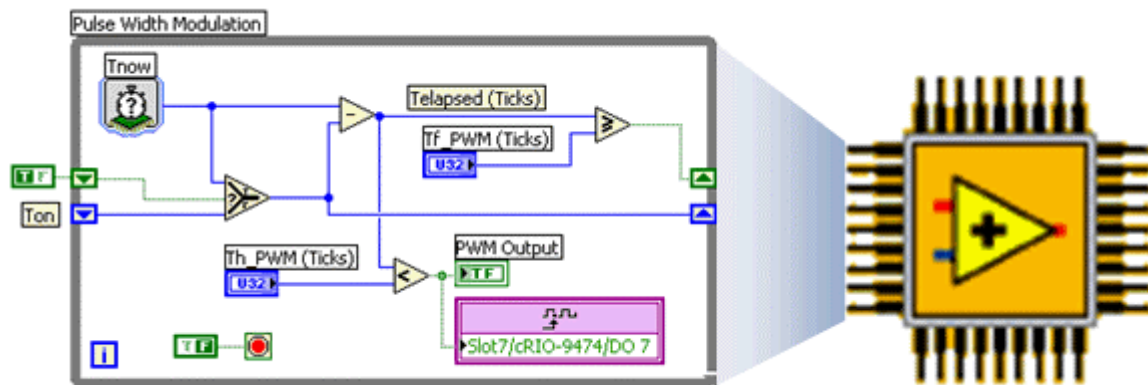 Pulse Width Modulation
Tnow
?
-
Telapsed (Ticks)
≥
Tf_PWM (Ticks)
U32
TF
?
Ton
Th_PWM (Ticks)
U32
<
PWM Output
TF
Slot7/cRIO-9474/DO 7
TF
i
+